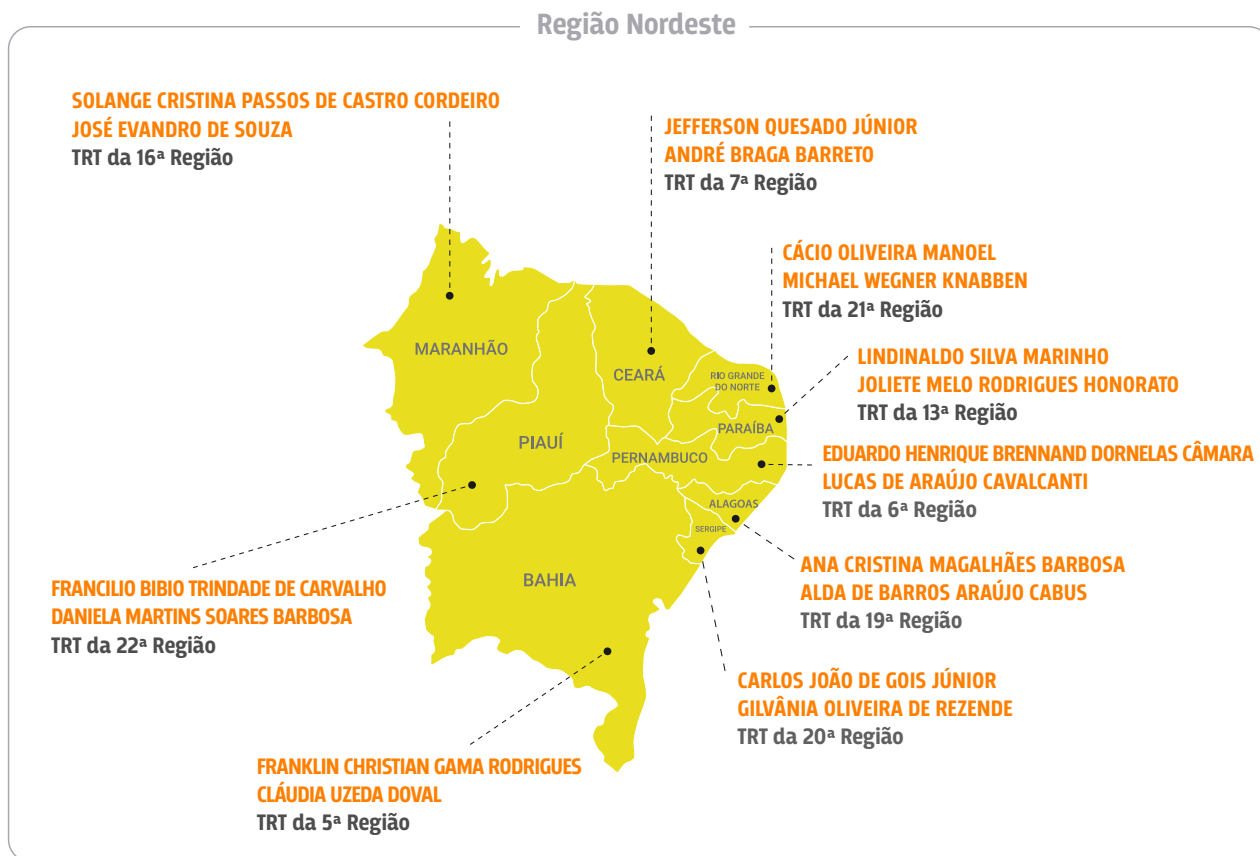 Região Nordeste
SOLANGE CRISTINA PASSOS DE CASTRO CORDEIRO
JOSÉ EVANDRO DE SOUZA
TRT da 16ª Região
JEFFERSON QUESADO JÚNIOR
ANDRÉ BRAGA BARRETO
TRT da 7ª Região
CÁCIO OLIVEIRA MANOEL
MICHAEL WEGNER KNABBEN
TRT da 21ª Região
LINDINALDO SILVA MARINHO
JOLIETE MELO RODRIGUES HONORATO
TRT da 13ª Região
EDUARDO HENRIQUE BRENNAND DORNELAS CÂMARA
LUCAS DE ARAÚJO CAVALCANTI
TRT da 6ª Região
ANA CRISTINA MAGALHÃES BARBOSA
ALDA DE BARROS ARAÚJO CABUS
TRT da 19ª Região
CARLOS JOÃO DE GOIS JÚNIOR
GILVÂNIA OLIVEIRA DE REZENDE
TRT da 20ª Região
FRANCILIO BIBIO TRINDADE DE CARVALHO
DANIELA MARTINS SOARES BARBOSA
TRT da 22ª Região
FRANKLIN CHRISTIAN GAMA RODRIGUES
CLÁUDIA UZEDA DOVAL
TRT da 5ª Região
MARANHÃO
CEARÁ
RIO GRANDE
DO NORTE
PARAÍBA
PIAUÍ
PERNAMBUCO
ALAGOAS
SERGIPE
BAHIA